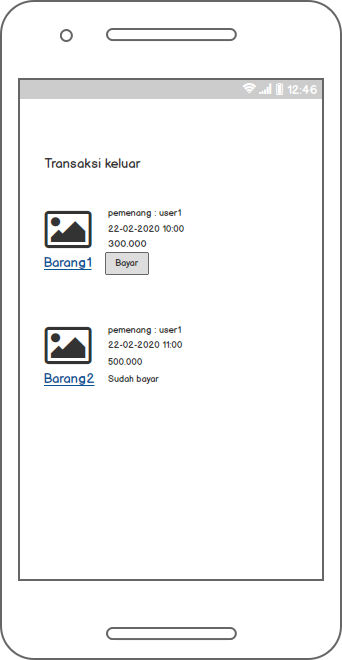 12:46
Transaksi keluar
pemenang : user1
22-02-2020 10:00
300.000
Barang1
Bayar
pemenang : user1
22-02-2020 11:00
500.000
Barang2
Sudah bayar